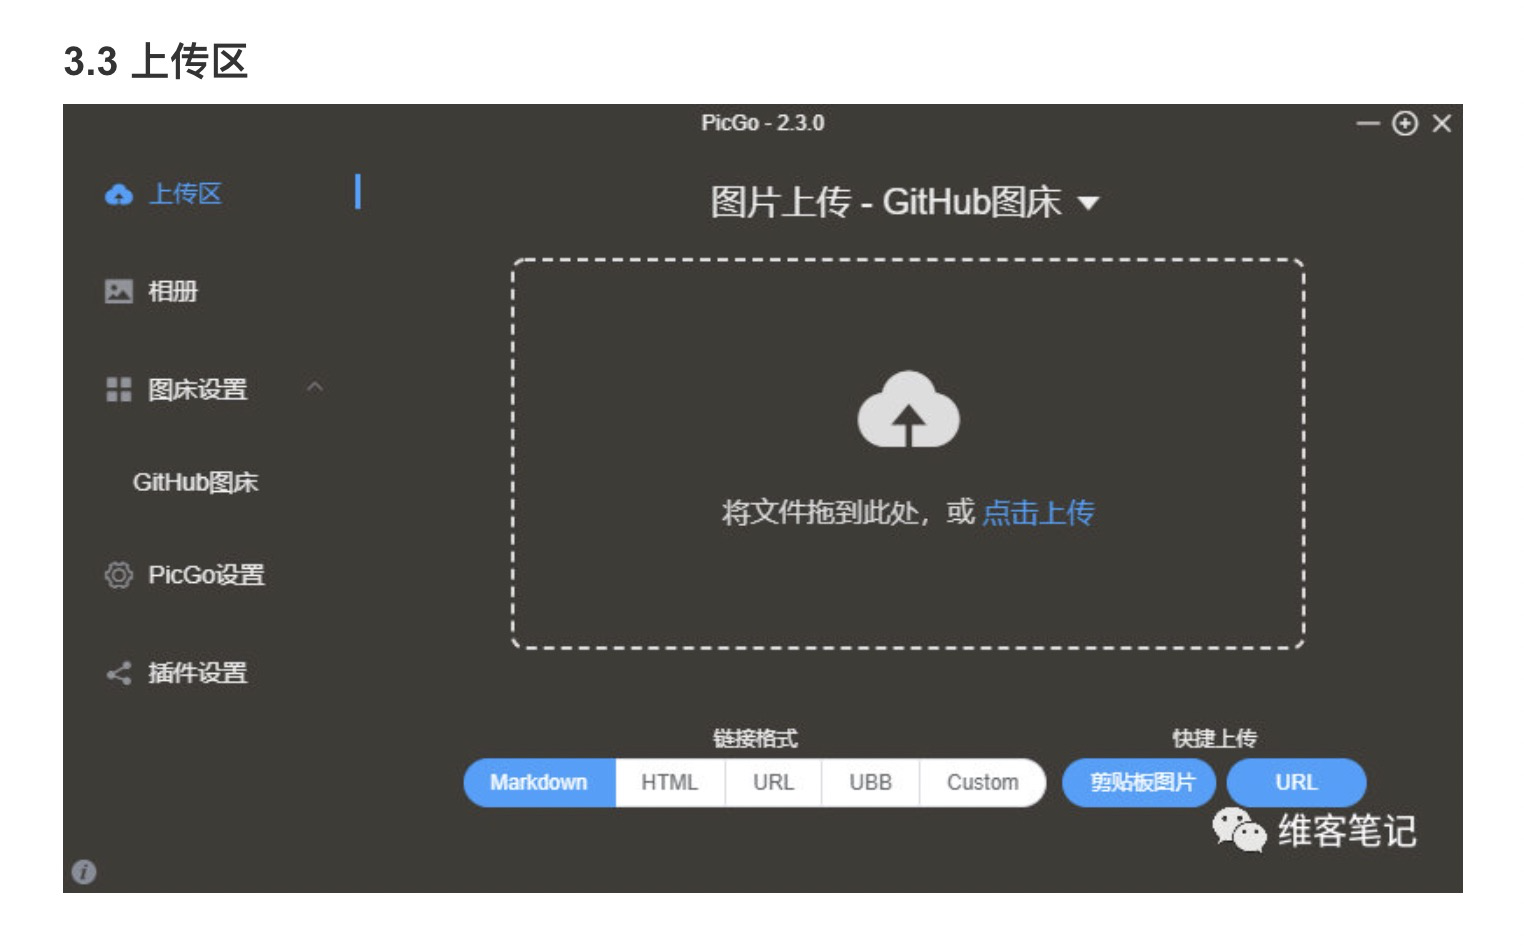 3.3 上传区
PicGo - 2.3.0
上传区
相册
图床设置
GitHub图床
PicGo设置
插件设置
图片上传 - GitHub图床
将文件拖到此处，或 点击上传
链接格式
Markdown HTML URL UBB Custom
快捷上传
剪贴板图片 URL
维客笔记